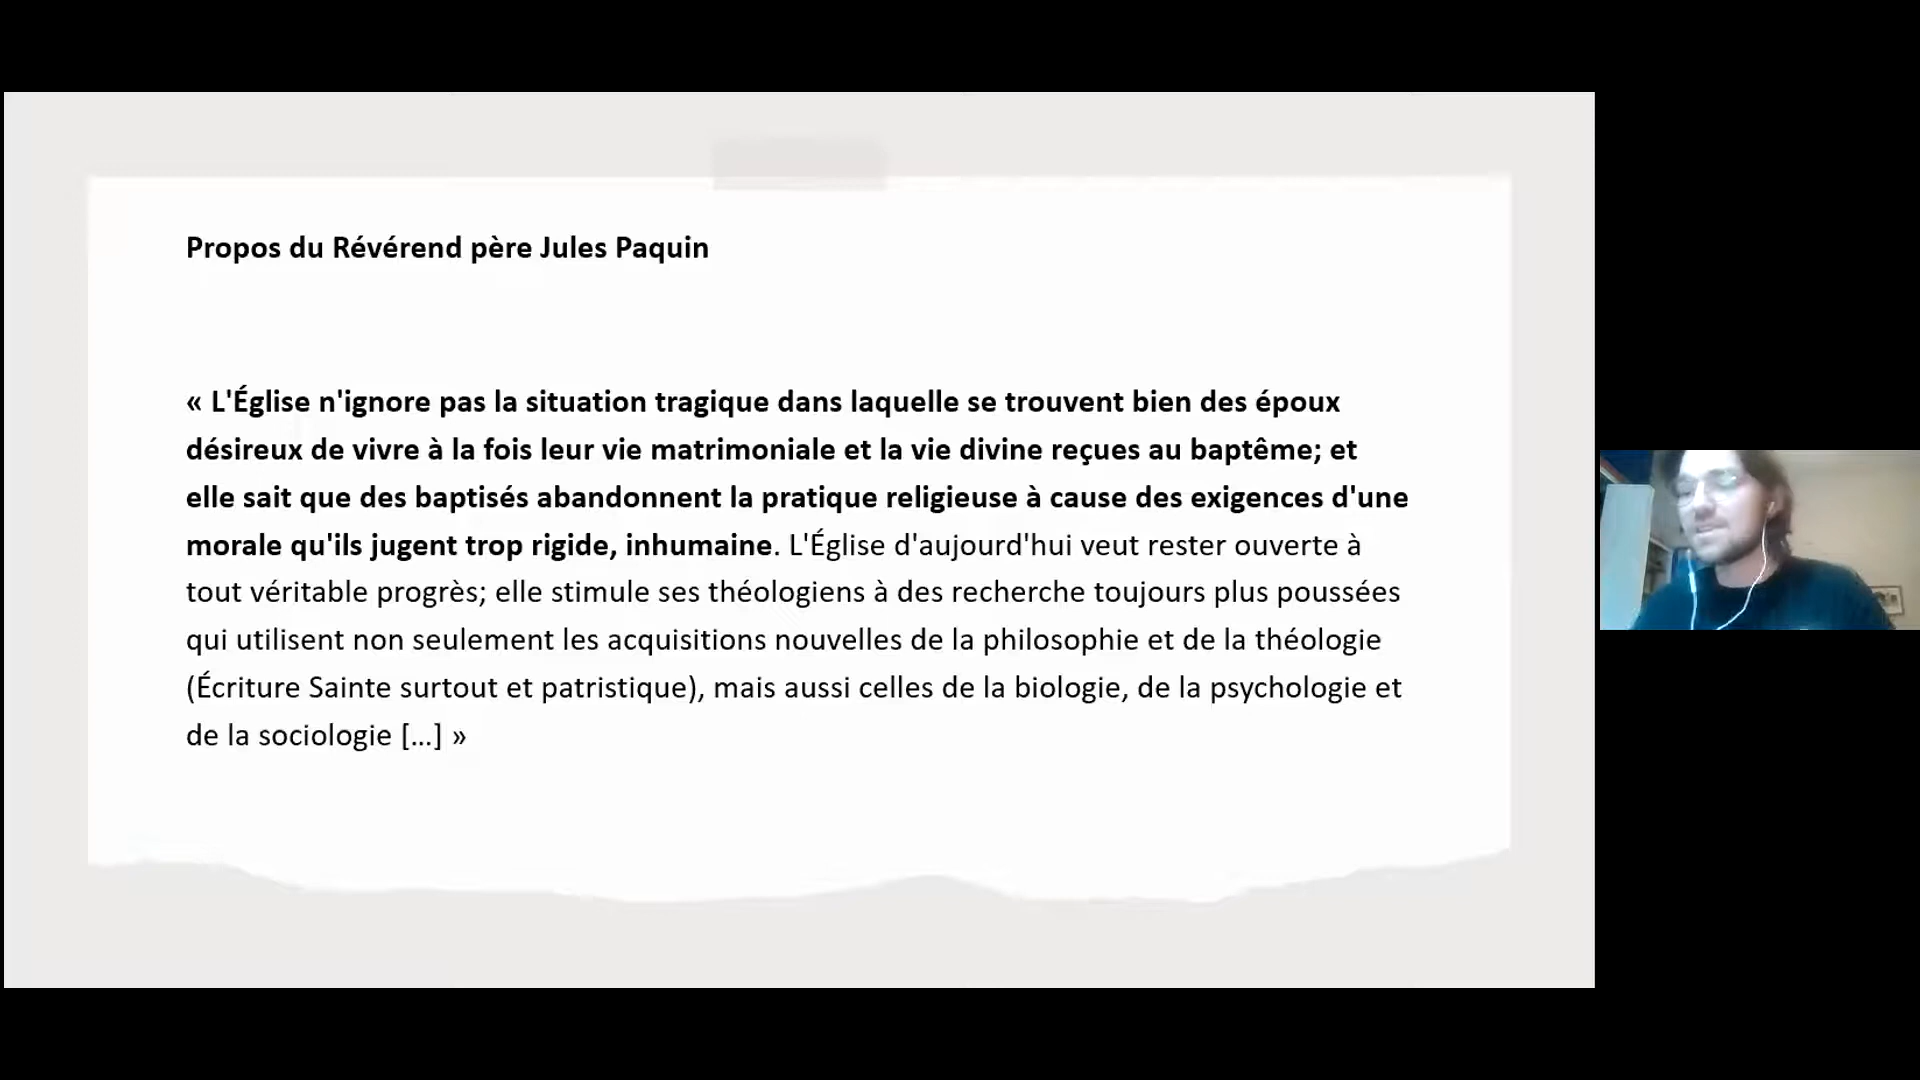 Propos du Révérend père Jules Paquin
« L'Église n'ignore pas la situation tragique dans laquelle se trouvent bien des époux
désireux de vivre à la fois leur vie matrimoniale et la vie divine reçues au baptême; et
elle sait que des baptisés abandonnent la pratique religieuse à cause des exigences d'une
morale qu'ils jugent trop rigide, inhumaine. L'Église d'aujourd'hui veut rester ouverte à
tout véritable progrès; elle stimule ses théologiens à des recherche toujours plus poussées
qui utilisent non seulement les acquisitions nouvelles de la philosophie et de la théologie
(Écriture Sainte surtout et patristique), mais aussi celles de la biologie, de la psychologie et
de la sociologie [...] »